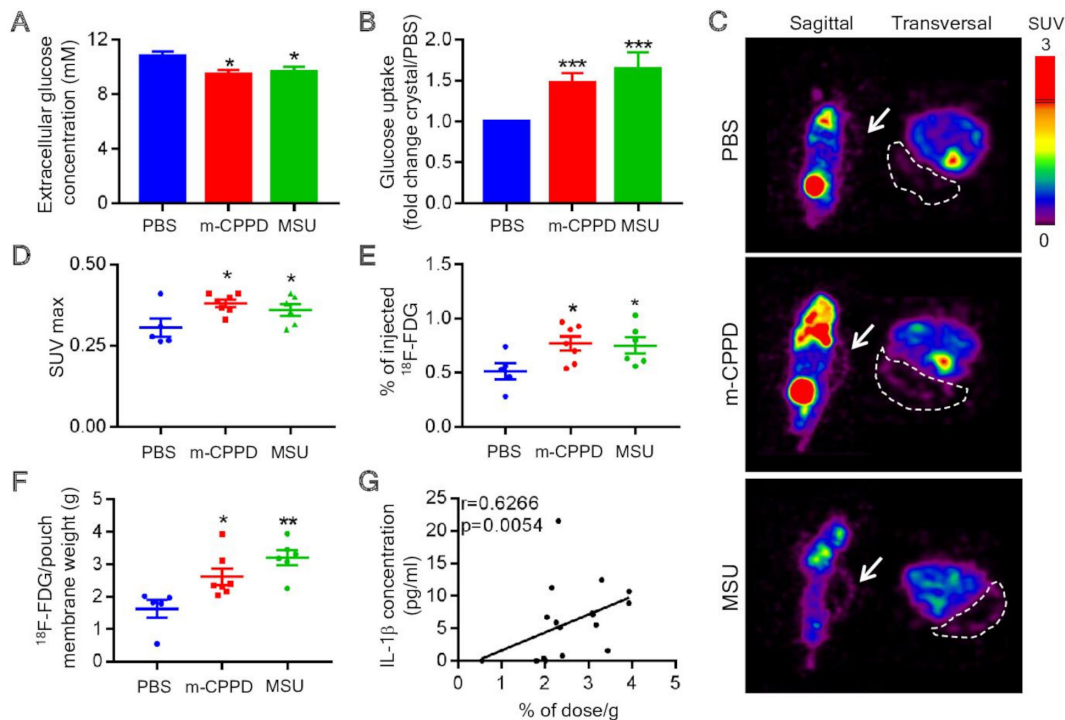 A
Extracellular glucose
concentration (mM)
12
8
4
0
*
*
PBS
m-CPPD
MSU
B
Glucose uptake
(fold change crystal/PBS)
2.0
1.5
1.0
0.5
0.0
***
***
PBS
m-CPPD
MSU
C
Sagittal
Transversal
SUV
3
0
PBS
m-CPPD
MSU
D
SUV max
0.50
0.25
0.00
*
*
PBS
m-CPPD
MSU
E
% of injected
¹⁸F-FDG
1.5
1.0
0.5
0.0
*
*
PBS
m-CPPD
MSU
F
¹⁸F-FDG/pouch
membrane weight (g)
5
4
3
2
1
0
*
**
PBS
m-CPPD
MSU
G
IL-1β concentration
(pg/ml)
25
20
15
10
5
0
r=0.6266
p=0.0054
0
1
2
3
4
5
% of dose/g